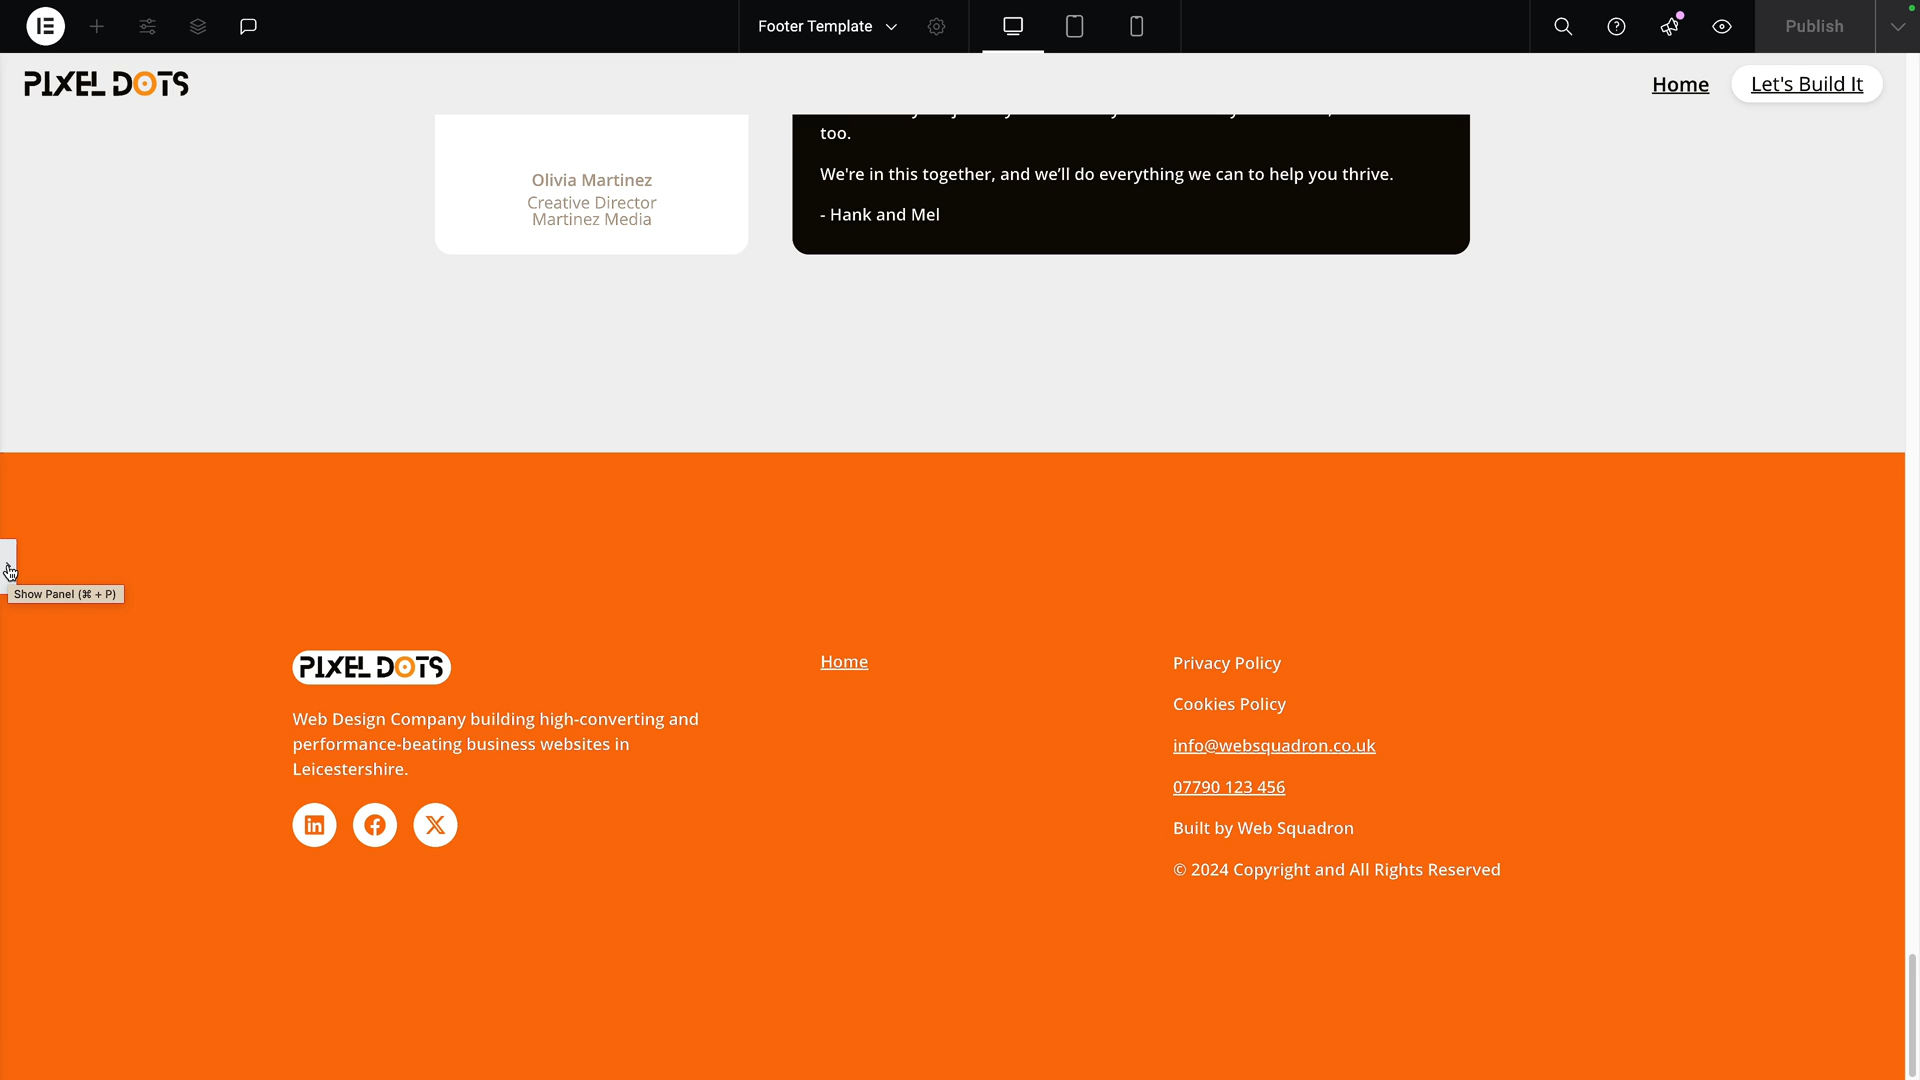 Footer Template
Publish
PIXEL DOTS
Home
Let's Build It
too.
We're in this together, and we'll do everything we can to help you thrive.
- Hank and Mel
Olivia Martinez
Creative Director
Martinez Media
Show Panel (⌘ + P)
PIXEL DOTS
Web Design Company building high-converting and
performance-beating business websites in
Leicestershire.
Home
Privacy Policy
Cookies Policy
info@websquadron.co.uk
07790 123 456
Built by Web Squadron
© 2024 Copyright and All Rights Reserved